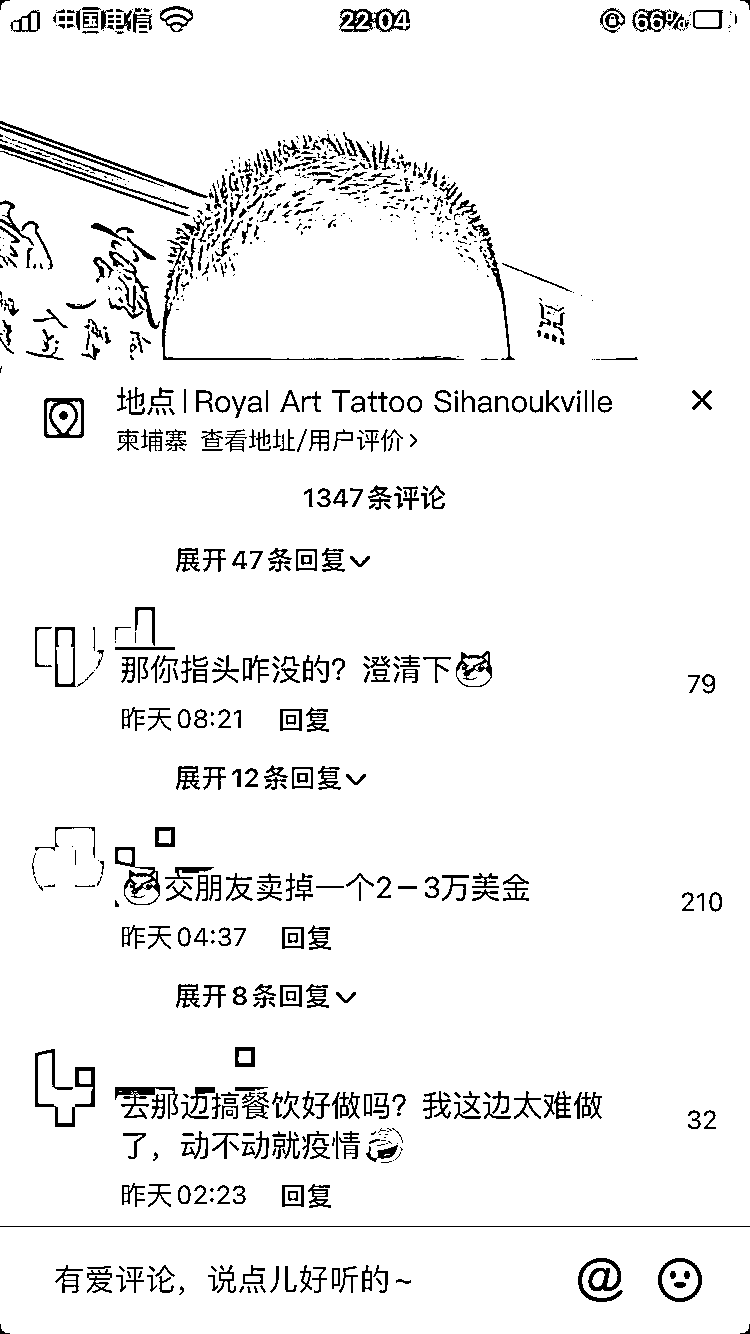 中国电信
22:04
66%
地点|Royal Art Tattoo Sihanoukville
柬埔寨 查看地址/用户评价>
1347条评论
展开47条回复
那你指头咋没的？澄清下
79
昨天08:21 回复
展开12条回复
交朋友卖掉一个2-3万美金
210
昨天04:37 回复
展开8条回复
去那边搞餐饮好做吗？我这边太难做
了，动不动就疫情
32
昨天02:23 回复
有爱评论，说点儿好听的~
@